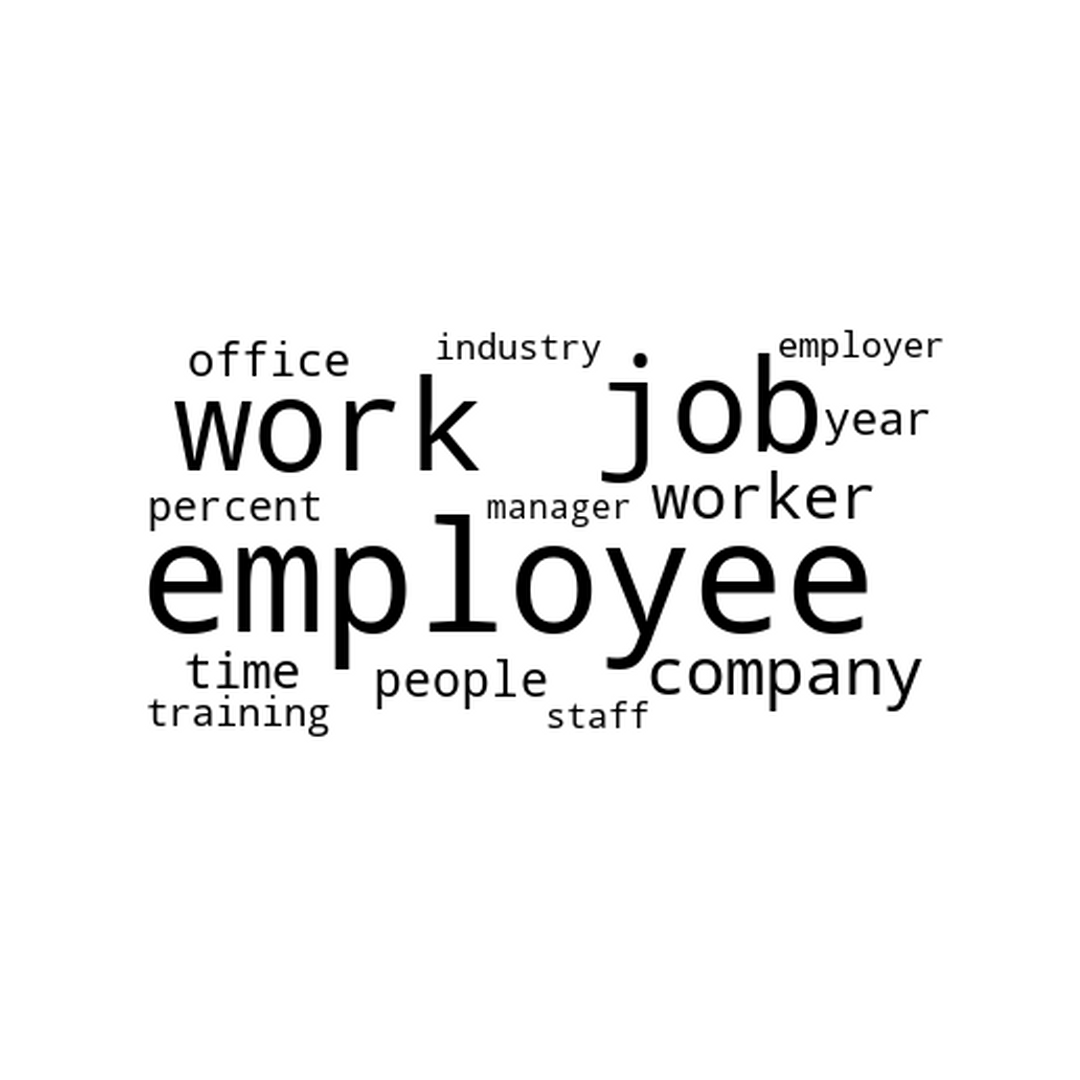 office industry employer
work job year
percent manager worker
employee
time people company
training staff